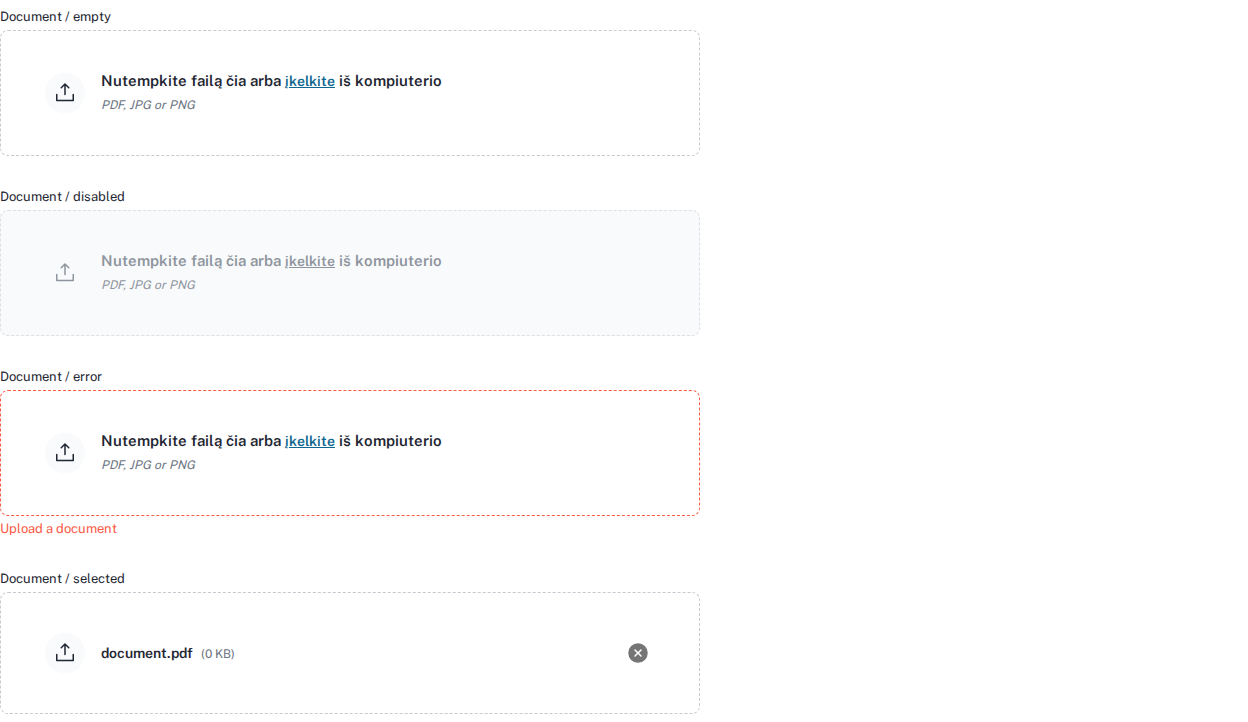 Document / empty
Nutempkite failą čia arba įkelkite iš kompiuterio
PDF, JPG or PNG
Document / disabled
Nutempkite failą čia arba įkelkite iš kompiuterio
PDF, JPG or PNG
Document / error
Nutempkite failą čia arba įkelkite iš kompiuterio
PDF, JPG or PNG
Upload a document
Document / selected
document.pdf (0 KB)